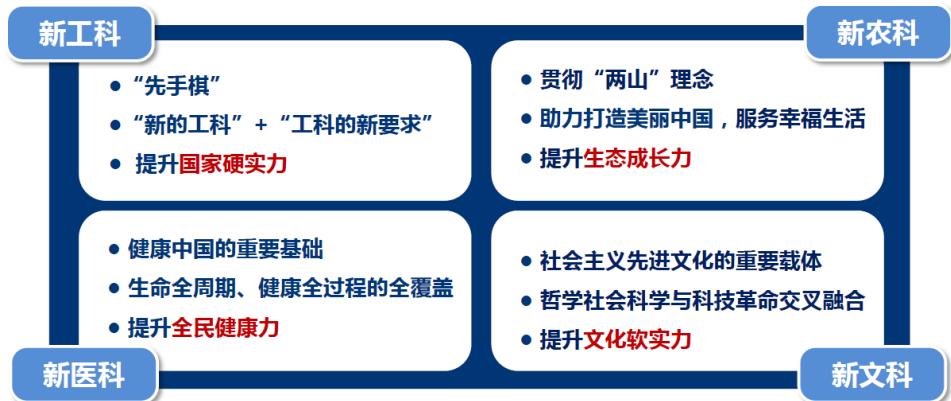 新工科
新农科
● “先手棋”
● “新的工科” + “工科的新要求”
● 提升国家硬实力
● 贯彻“两山”理念
● 助力打造美丽中国，服务幸福生活
● 提升生态成长力
● 健康中国的重要基础
● 生命全周期、健康全过程的全覆盖
● 提升全民健康力
● 社会主义先进文化的重要载体
● 哲学社会科学与科技革命交叉融合
● 提升文化软实力
新医科
新文科